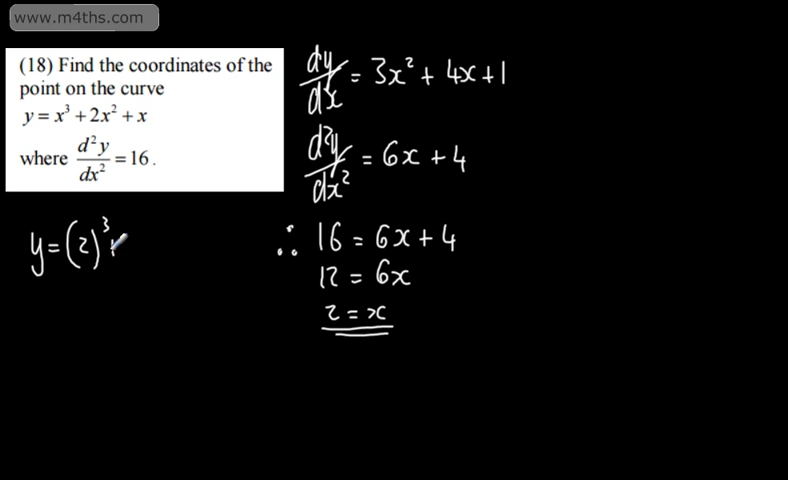 www.m4ths.com
(18) Find the coordinates of the
point on the curve
y = x³ + 2x² + x
where d²y/dx² = 16.
dy/dx = 3x² + 4x + 1
d²y/dx² = 6x + 4
∴ 16 = 6x + 4
12 = 6x
2 = x
y = (2)³